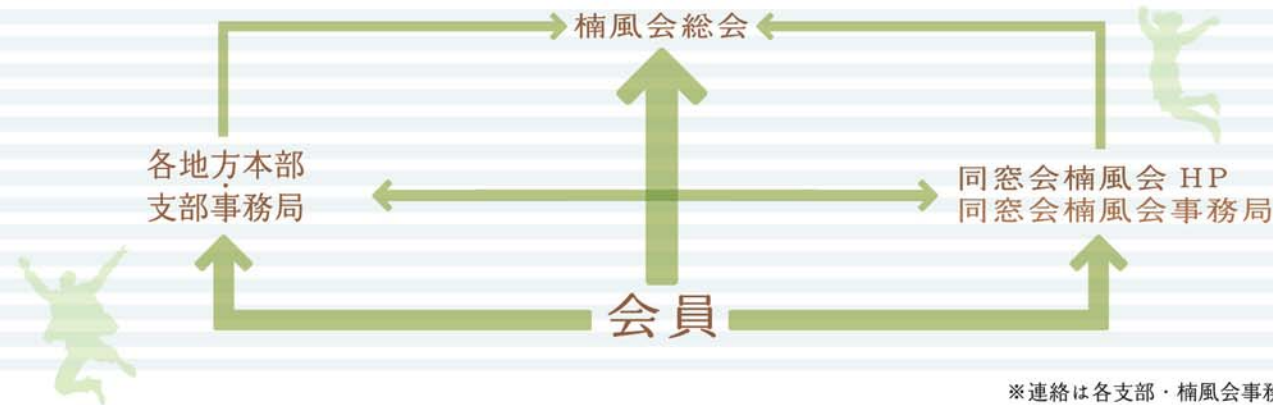 楠風会総会
各地方本部
・
支部事務局
同窓会楠風会 HP
同窓会楠風会事務局
会員
※連絡は各支部・楠風会事務